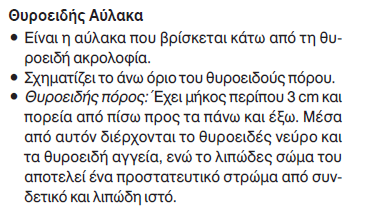 Θυροειδής Αύλακα
• Είναι η αύλακα που βρίσκεται κάτω από τη θυ-
ροειδή ακρολοφία.
• Σχηματίζει το άνω όριο του θυροειδούς πόρου.
• Θυροειδής πόρος: Έχει μήκος περίπου 3 cm και
πορεία από πίσω προς τα πάνω και έξω. Μέσα
από αυτόν διέρχονται το θυροειδές νεύρο και
τα θυροειδή αγγεία, ενώ το λιπώδες σώμα του
αποτελεί ένα προστατευτικό στρώμα από συν-
δετικό και λιπώδη ιστό.